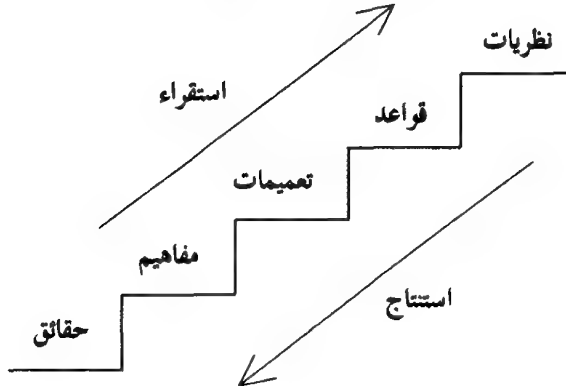 نظريات
استقراء
قواعد
تعميمات
مفاهيم
استنتاج
حقائق